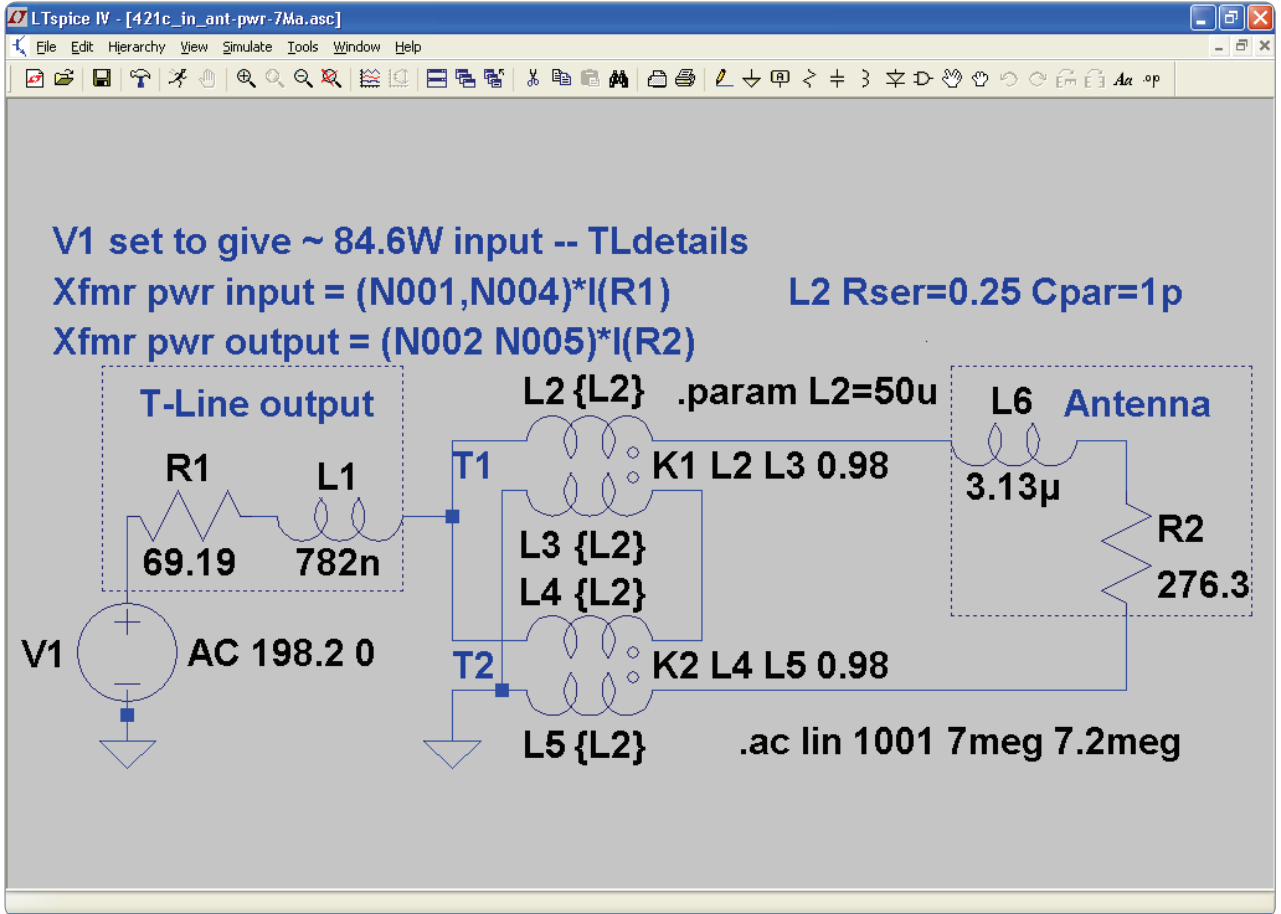 LTspice IV - [421c_in_ant-pwr-7Ma.asc]
File Edit Hierarchy View Simulate Tools Window Help
Aa .op
V1 set to give ~ 84.6W input -- TLdetails
Xfmr pwr input = (N001,N004)*I(R1) L2 Rser=0.25 Cpar=1p
Xfmr pwr output = (N002 N005)*I(R2)
T-Line output
R1
69.19
L1
782n
V1
AC 198.2 0
L2 {L2} .param L2=50u
T1
K1 L2 L3 0.98
L3 {L2}
L4 {L2}
T2
K2 L4 L5 0.98
L5 {L2}
L6 Antenna
3.13µ
R2
276.3
.ac lin 1001 7meg 7.2meg